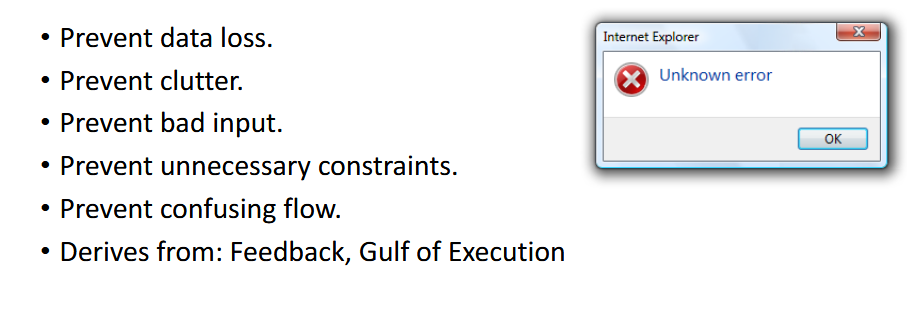 • Prevent data loss.
• Prevent clutter.
• Prevent bad input.
• Prevent unnecessary constraints.
• Prevent confusing flow.
• Derives from: Feedback, Gulf of Execution
Internet Explorer
Unknown error
OK